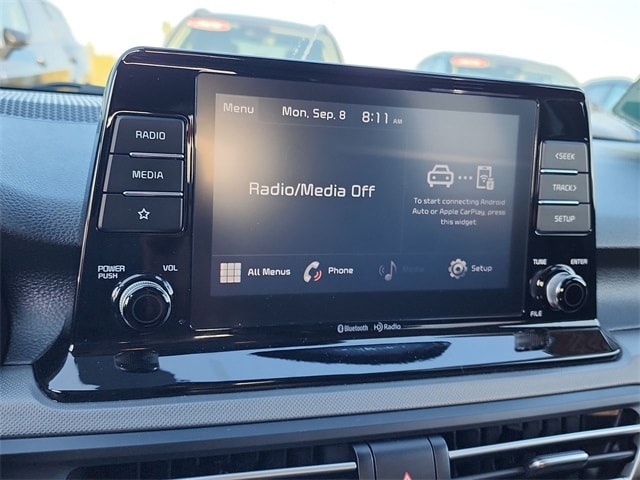 Menu Mon, Sep. 8 8:11 AM
RADIO
MEDIA
Radio/Media Off
To start connecting Android
Auto or Apple CarPlay, press
this widget.
<SEEK
TRACK>
SETUP
POWER
PUSH
VOL
All Menus Phone Media Setup
TUNE
ENTER
FILE
Bluetooth HD Radio